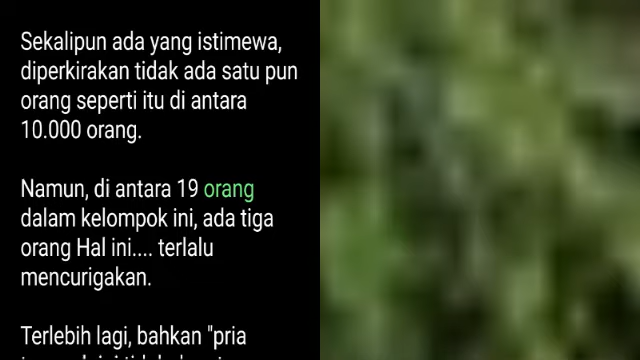 Sekalipun ada yang istimewa,
diperkirakan tidak ada satu pun
orang seperti itu di antara
10.000 orang.
Namun, di antara 19 orang
dalam kelompok ini, ada tiga
orang Hal ini.... terlalu
mencurigakan.
Terlebih lagi, bahkan "pria